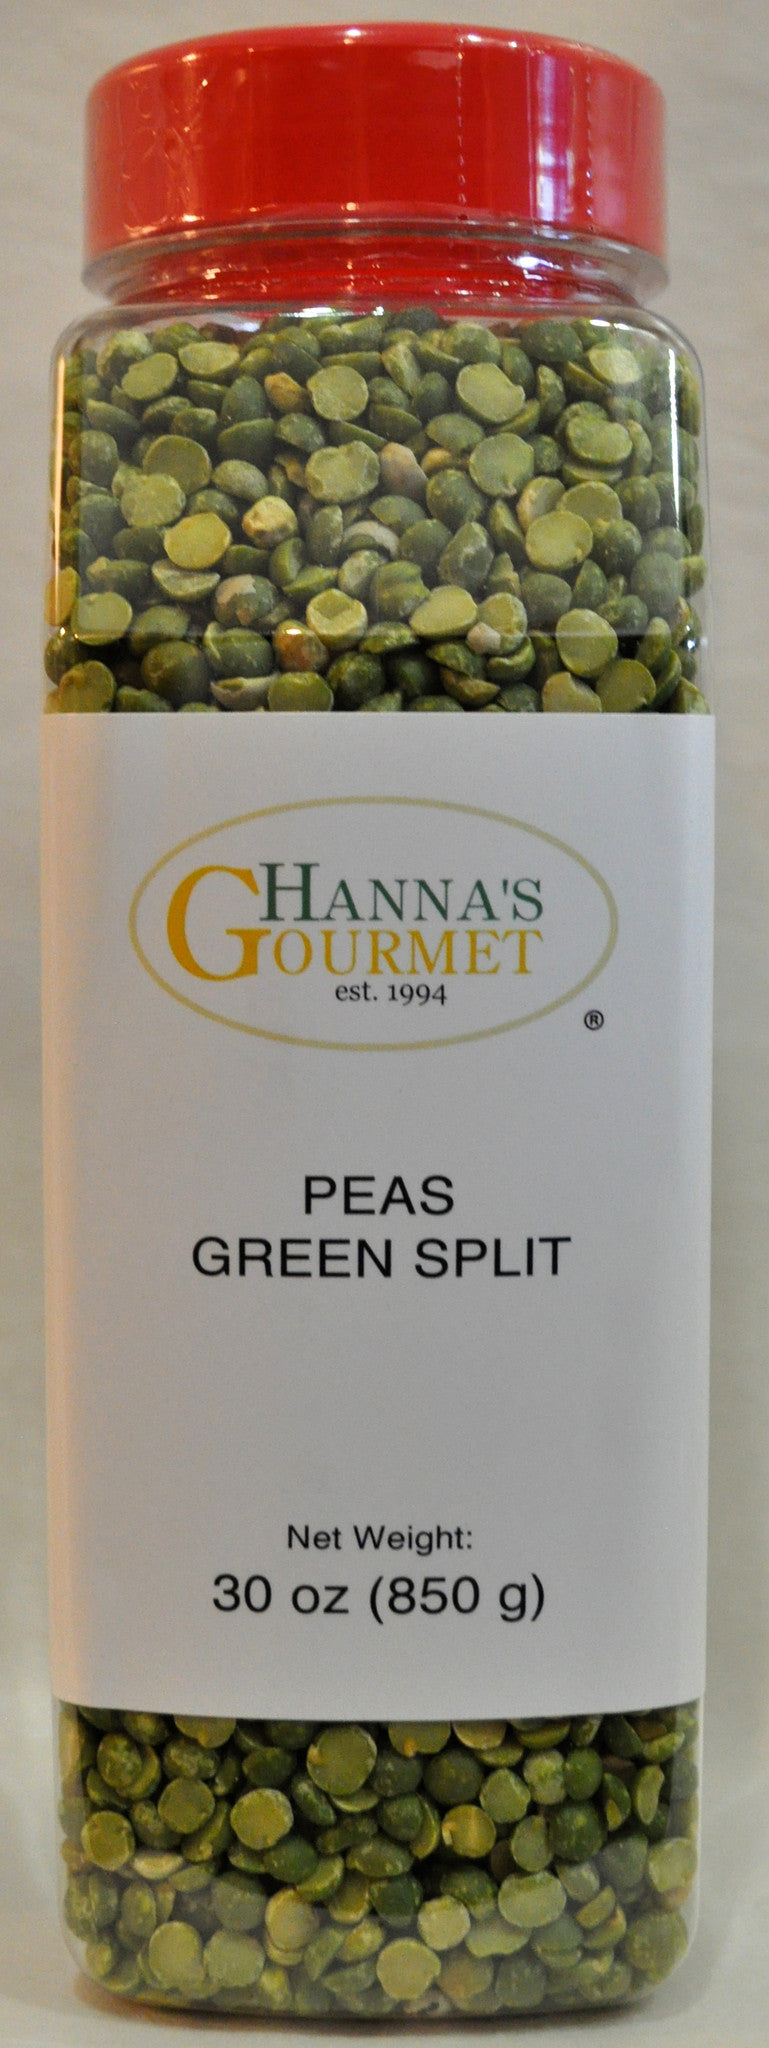 HANNA'S
GOURMET
est. 1994
®
PEAS
GREEN SPLIT
Net Weight:
30 oz (850 g)